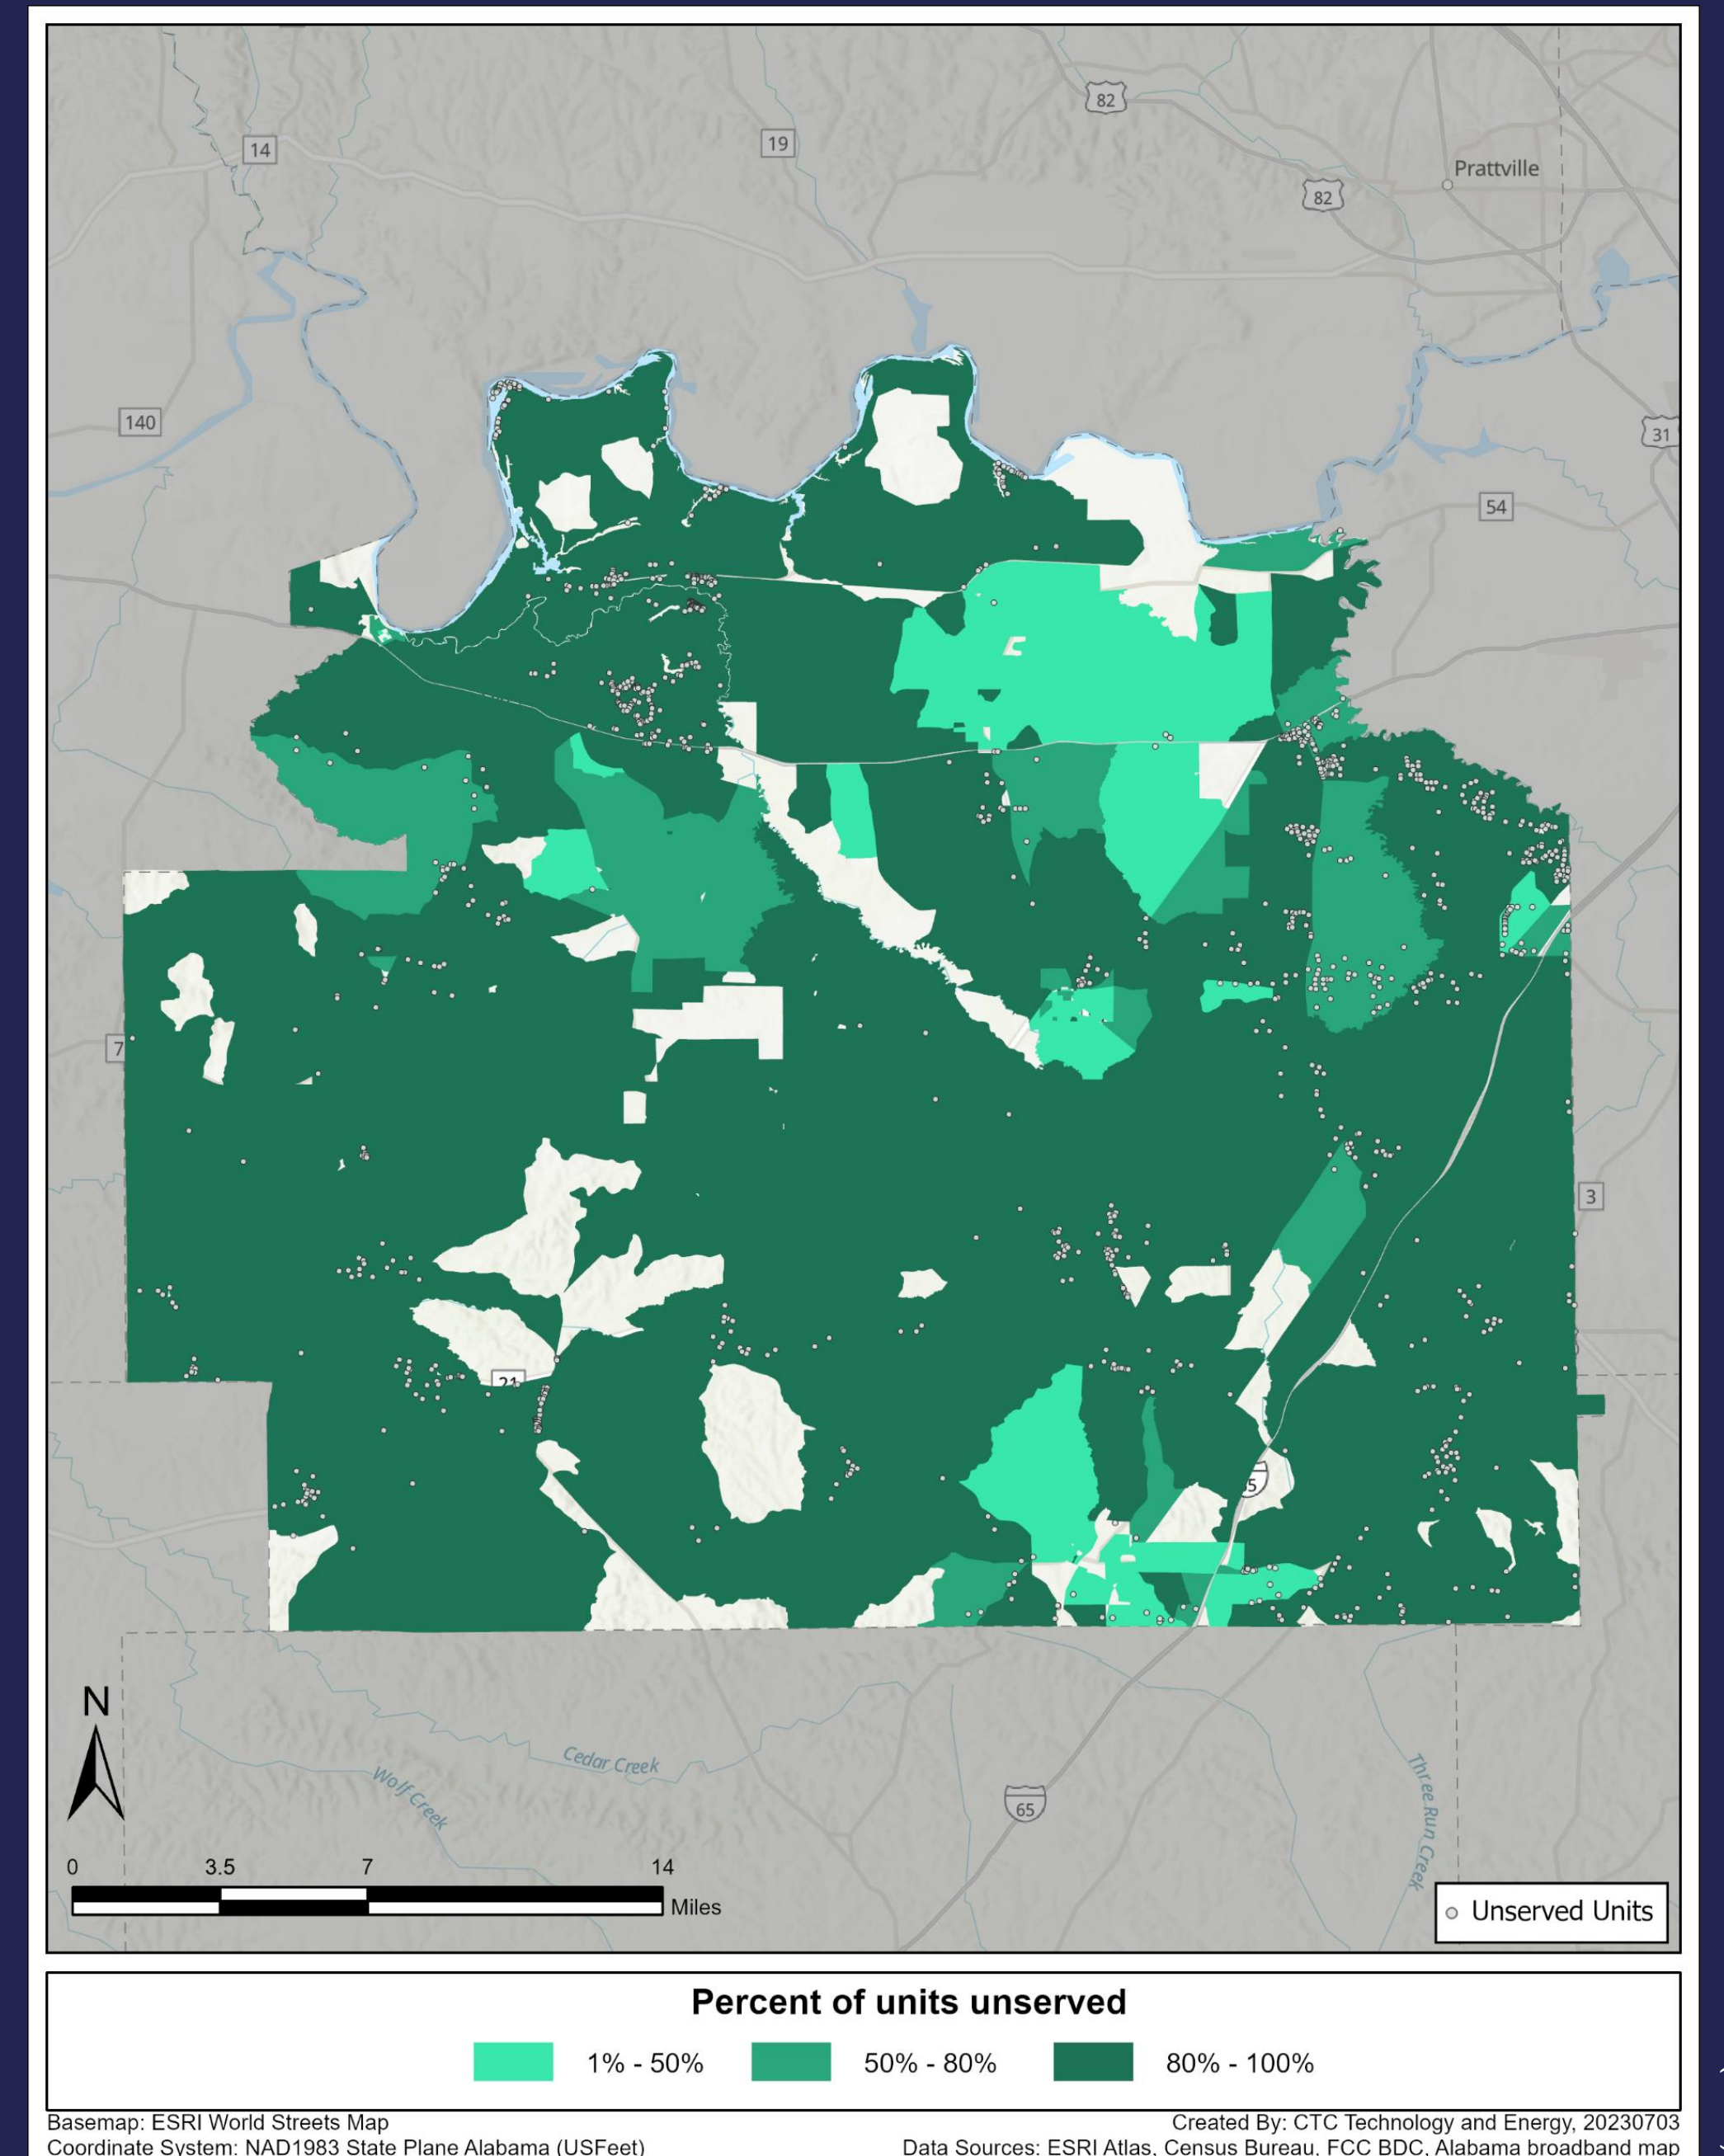 82
14
19
Prattville
82
140
31
54
7
3
21
5
Cedar Creek
Wolf Creek
Three Run Creek
65
N
0 3.5 7 14
Miles
Unserved Units
Percent of units unserved
1% - 50% 50% - 80% 80% - 100%
Basemap: ESRI World Streets Map
Created By: CTC Technology and Energy, 20230703
Coordinate System: NAD1983 State Plane Alabama (USFeet)
Data Sources: ESRI Atlas, Census Bureau, FCC BDC, Alabama broadband map